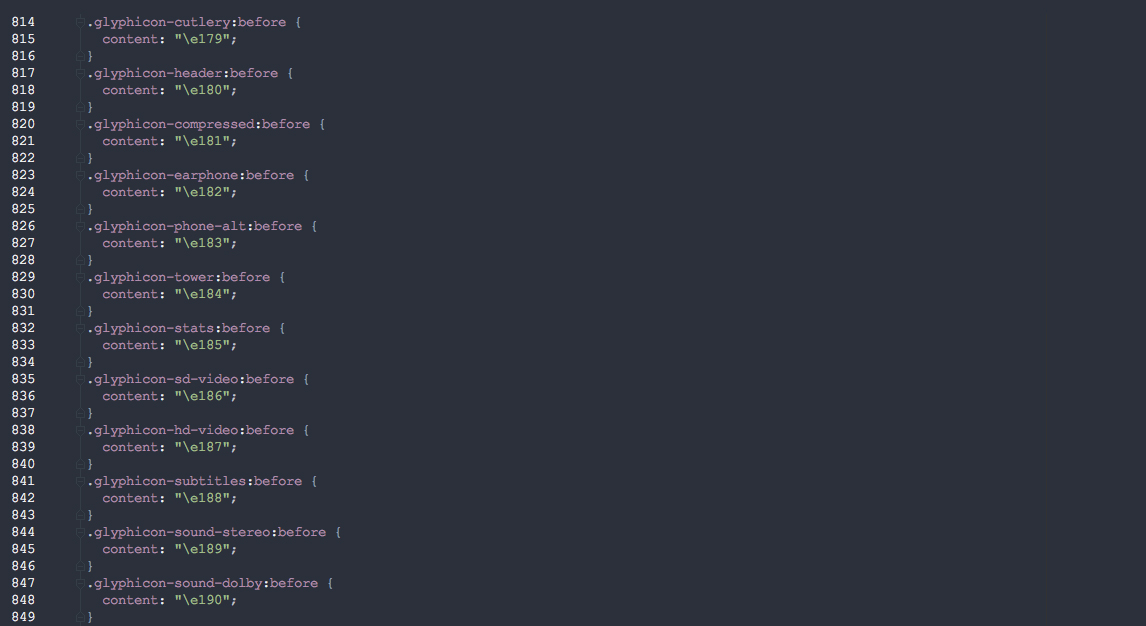 814 .glyphicon-cutlery:before {
815 content: "\e179";
816 }
817 .glyphicon-header:before {
818 content: "\e180";
819 }
820 .glyphicon-compressed:before {
821 content: "\e181";
822 }
823 .glyphicon-earphone:before {
824 content: "\e182";
825 }
826 .glyphicon-phone-alt:before {
827 content: "\e183";
828 }
829 .glyphicon-tower:before {
830 content: "\e184";
831 }
832 .glyphicon-stats:before {
833 content: "\e185";
834 }
835 .glyphicon-sd-video:before {
836 content: "\e186";
837 }
838 .glyphicon-hd-video:before {
839 content: "\e187";
840 }
841 .glyphicon-subtitles:before {
842 content: "\e188";
843 }
844 .glyphicon-sound-stereo:before {
845 content: "\e189";
846 }
847 .glyphicon-sound-dolby:before {
848 content: "\e190";
849 }